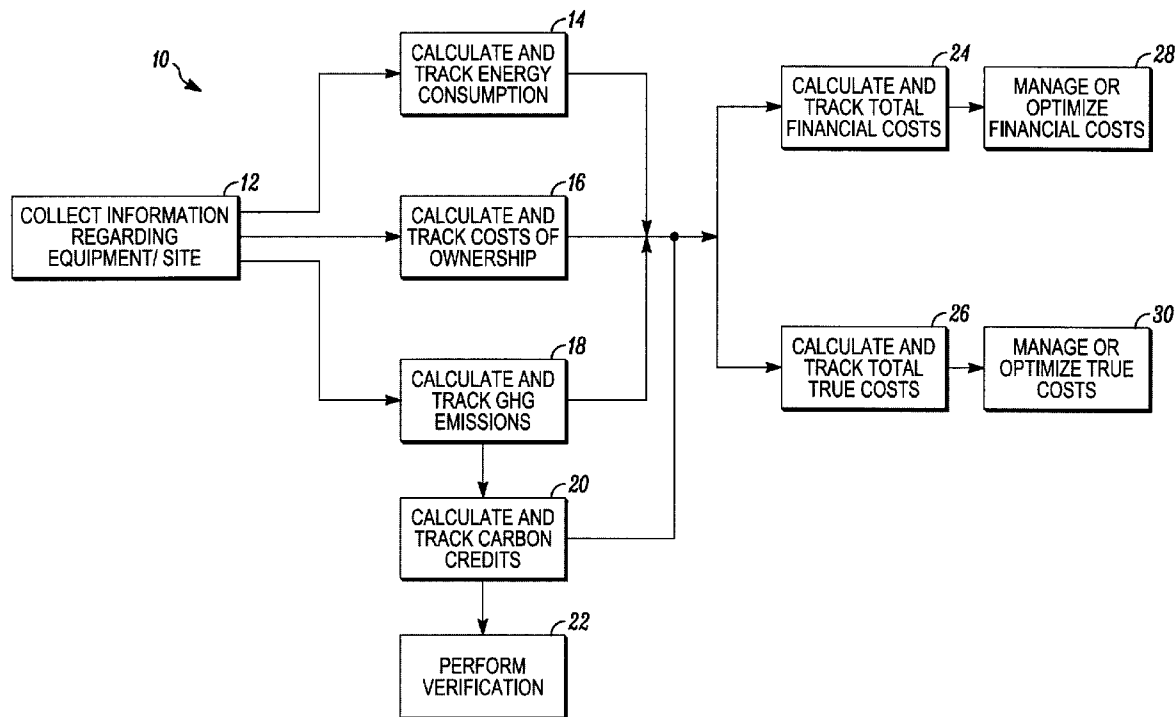 10
12
COLLECT INFORMATION
REGARDING
EQUIPMENT/ SITE
14
CALCULATE AND
TRACK ENERGY
CONSUMPTION
16
CALCULATE AND
TRACK COSTS OF
OWNERSHIP
18
CALCULATE AND
TRACK GHG
EMISSIONS
20
CALCULATE AND
TRACK CARBON
CREDITS
22
PERFORM
VERIFICATION
24
CALCULATE AND
TRACK TOTAL
FINANCIAL COSTS
28
MANAGE OR
OPTIMIZE
FINANCIAL COSTS
26
CALCULATE AND
TRACK TOTAL
TRUE COSTS
30
MANAGE OR
OPTIMIZE TRUE
COSTS